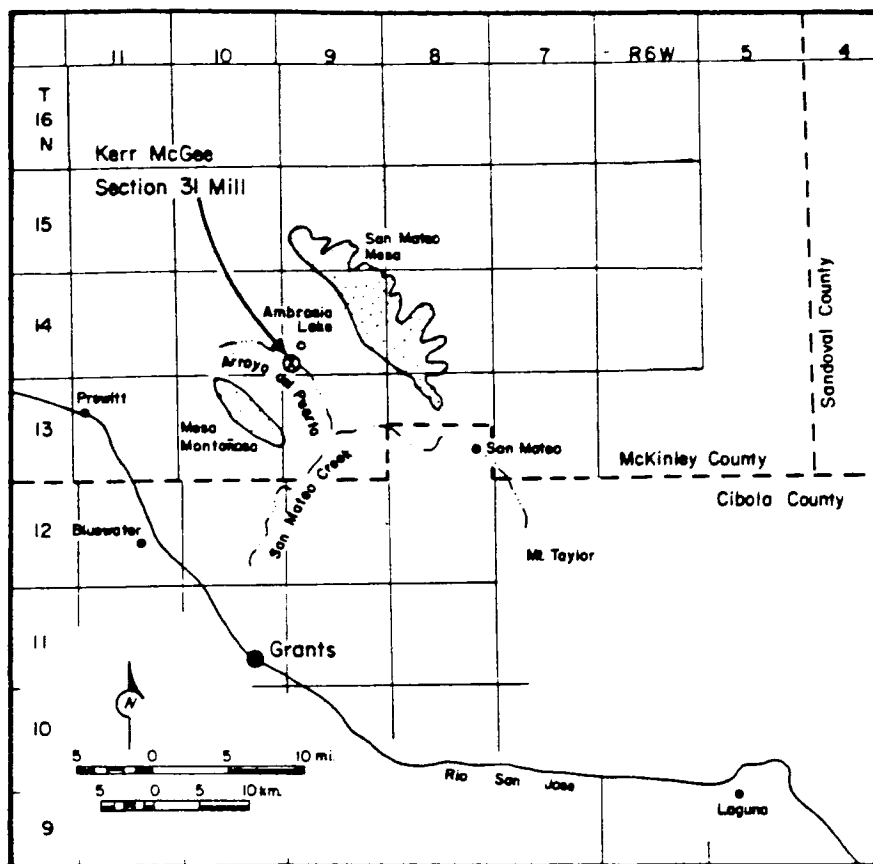 11 10 9 8 7 R6W 5 4
T
16
N
Kerr McGee
Section 31 Mill
15
San Mateo
Mesa
14
Ambrosia
Lake
Arroyo del Puerto
Sandoval County
Prewitt
13
Mesa
Montañosa
San Mateo
McKinley County
San Mateo Creek
Cibola County
12
Bluewater
Mt. Taylor
11
Grants
N
10
5 0 5 10 mi.
Rio San Jose
5 0 5 10 km.
Laguna
9